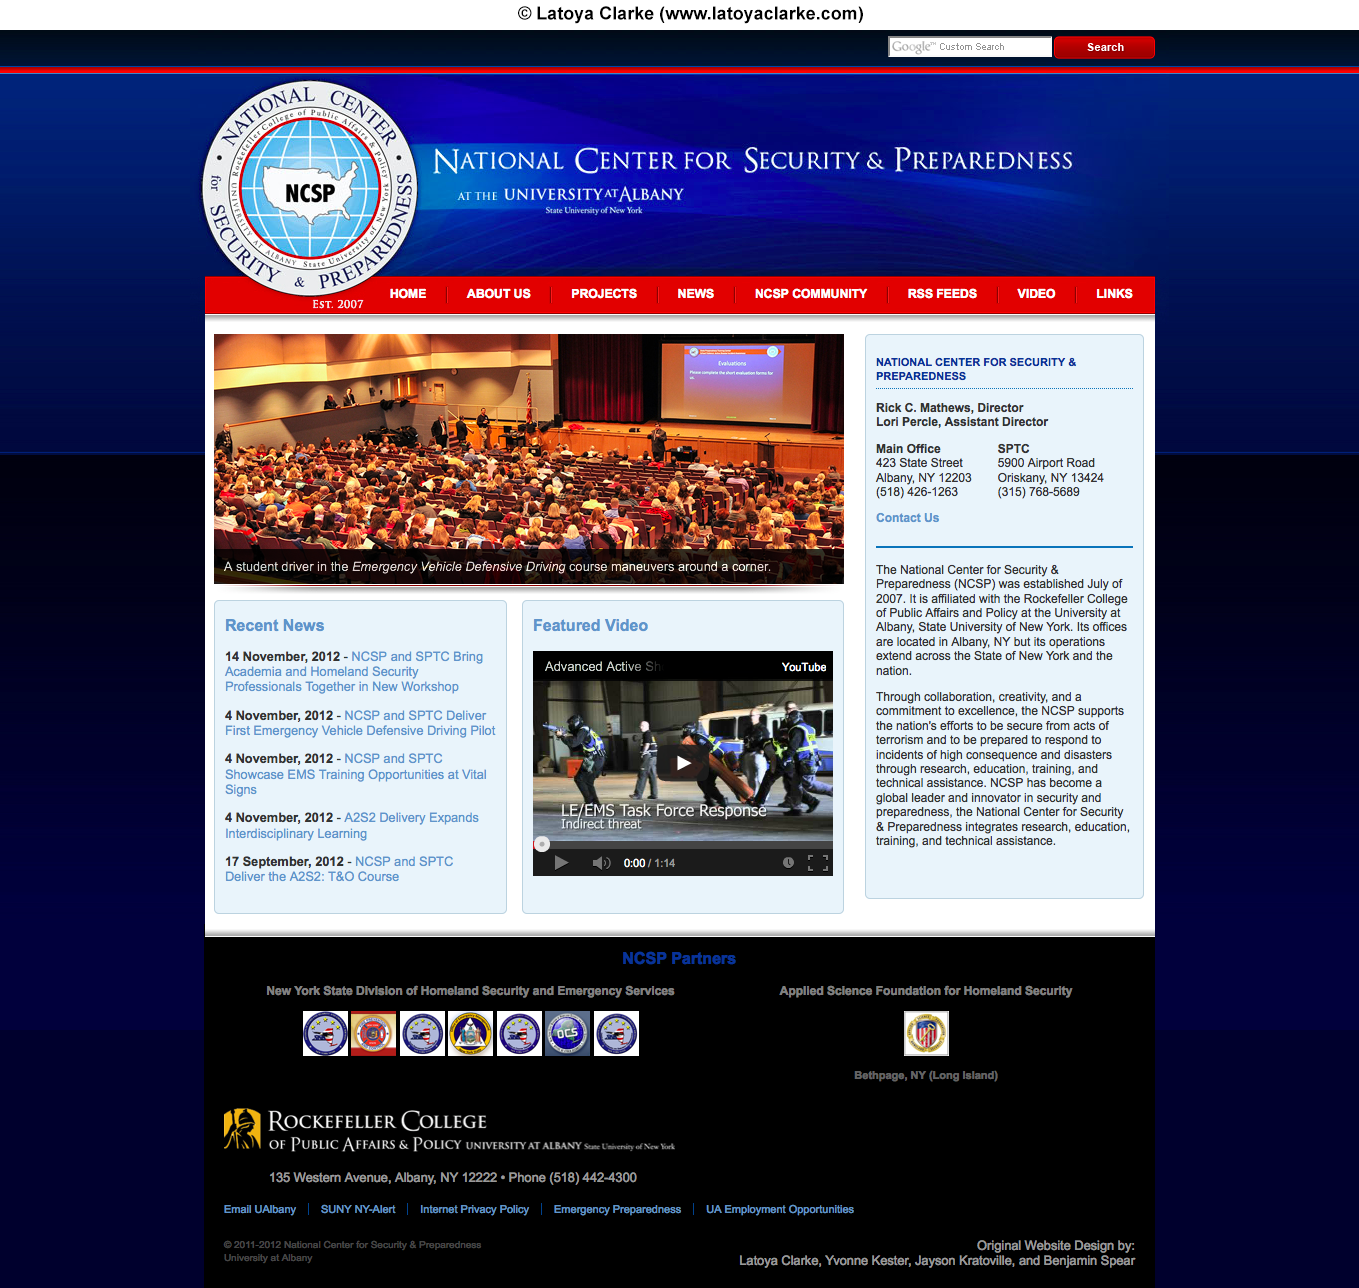 © Latoya Clarke (www.latoyaclarke.com)
Google™ Custom Search
Search
NATIONAL CENTER for SECURITY & PREPAREDNESS
Rockefeller College of Public Affairs & Policy
UNIVERSITY AT ALBANY State University of New York
NCSP
EST. 2007
NATIONAL CENTER FOR SECURITY & PREPAREDNESS
AT THE UNIVERSITY AT ALBANY
State University of New York
HOME
ABOUT US
PROJECTS
NEWS
NCSP COMMUNITY
RSS FEEDS
VIDEO
LINKS
Evaluations
Please complete the short evaluation forms for
A student driver in the Emergency Vehicle Defensive Driving course maneuvers around a corner.
Recent News
14 November, 2012 - NCSP and SPTC Bring
Academia and Homeland Security
Professionals Together in New Workshop
4 November, 2012 - NCSP and SPTC Deliver
First Emergency Vehicle Defensive Driving Pilot
4 November, 2012 - NCSP and SPTC
Showcase EMS Training Opportunities at Vital
Signs
4 November, 2012 - A2S2 Delivery Expands
Interdisciplinary Learning
17 September, 2012 - NCSP and SPTC
Deliver the A2S2: T&O Course
Featured Video
Advanced Active Sh
YouTube
LE/EMS Task Force Response
Indirect threat
0:00 / 1:14
NATIONAL CENTER FOR SECURITY &
PREPAREDNESS
Rick C. Mathews, Director
Lori Percle, Assistant Director
Main Office
423 State Street
Albany, NY 12203
(518) 426-1263
SPTC
5900 Airport Road
Oriskany, NY 13424
(315) 768-5689
Contact Us
The National Center for Security &
Preparedness (NCSP) was established July of
2007. It is affiliated with the Rockefeller College
of Public Affairs and Policy at the University at
Albany, State University of New York. Its offices
are located in Albany, NY but its operations
extend across the State of New York and the
nation.
Through collaboration, creativity, and a
commitment to excellence, the NCSP supports
the nation's efforts to be secure from acts of
terrorism and to be prepared to respond to
incidents of high consequence and disasters
through research, education, training, and
technical assistance. NCSP has become a
global leader and innovator in security and
preparedness, the National Center for Security
& Preparedness integrates research, education,
training, and technical assistance.
NCSP Partners
New York State Division of Homeland Security and Emergency Services
OCS
Applied Science Foundation for Homeland Security
Bethpage, NY (Long Island)
ROCKEFELLER COLLEGE
OF PUBLIC AFFAIRS & POLICY UNIVERSITY AT ALBANY State University of New York
135 Western Avenue, Albany, NY 12222 • Phone (518) 442-4300
Email UAlbany
SUNY NY-Alert
Internet Privacy Policy
Emergency Preparedness
UA Employment Opportunities
© 2011-2012 National Center for Security & Preparedness
University at Albany
Original Website Design by:
Latoya Clarke, Yvonne Kester, Jayson Kratoville, and Benjamin Spear